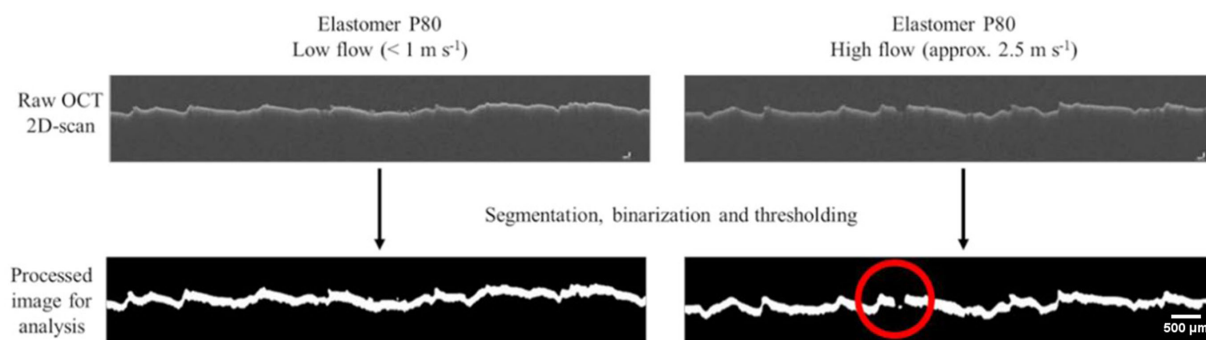 Elastomer P80
Low flow (< 1 m s⁻¹)
Elastomer P80
High flow (approx. 2.5 m s⁻¹)
Raw OCT
2D-scan
Segmentation, binarization and thresholding
Processed
image for
analysis
500 µm